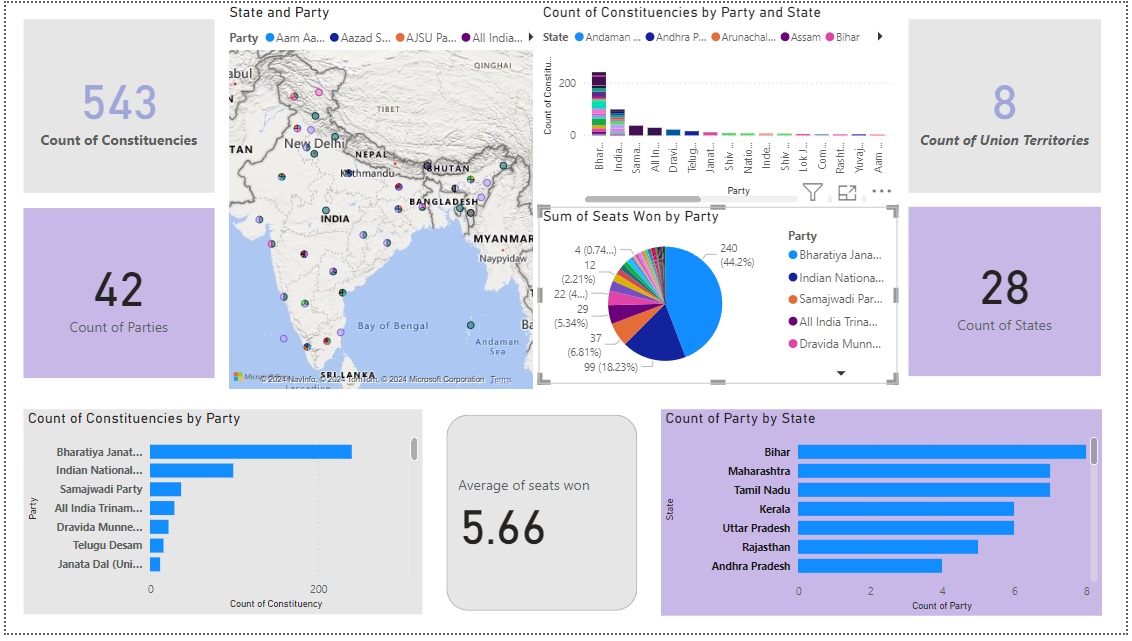 543
Count of Constituencies
42
Count of Parties
State and Party
Party Aam Aa... Aazad S... AJSU Pa... All India...
QINGHAI
TIBET
New Delhi
NEPAL
Kathmandu
BHUTAN
BANGLADESH
INDIA
MYANMAR
Naypyidaw
Bay of Bengal
Andaman
Sea
SRI LANKA
© 2024 NavInfo, © 2024 TomTom, © 2024 Microsoft Corporation Terms
Count of Constituencies by Party and State
State Andaman ... Andhra P... Arunachal... Assam Bihar
Count of Constitu...
200
0
Bhar...
India...
Sama...
All In...
Dravi...
Telug...
Janat...
Shiv ...
Natio...
Inde...
Shiv ...
Lok J...
Com...
Rasht...
Yuvaj...
Aam ...
Party
Sum of Seats Won by Party
240
(44.2%)
99 (18.23%)
37
(6.81%)
29
(5.34%)
22 (4...)
12
(2.21%)
4 (0.74...)
Party
Bharatiya Jana...
Indian Nationa...
Samajwadi Par...
All India Trina...
Dravida Munn...
8
Count of Union Territories
28
Count of States
Count of Constituencies by Party
Party
Bharatiya Janat...
Indian National...
Samajwadi Party
All India Trinam...
Dravida Munne...
Telugu Desam
Janata Dal (Uni...
0 200
Count of Constituency
Average of seats won
5.66
Count of Party by State
State
Bihar
Maharashtra
Tamil Nadu
Kerala
Uttar Pradesh
Rajasthan
Andhra Pradesh
0 2 4 6 8
Count of Party